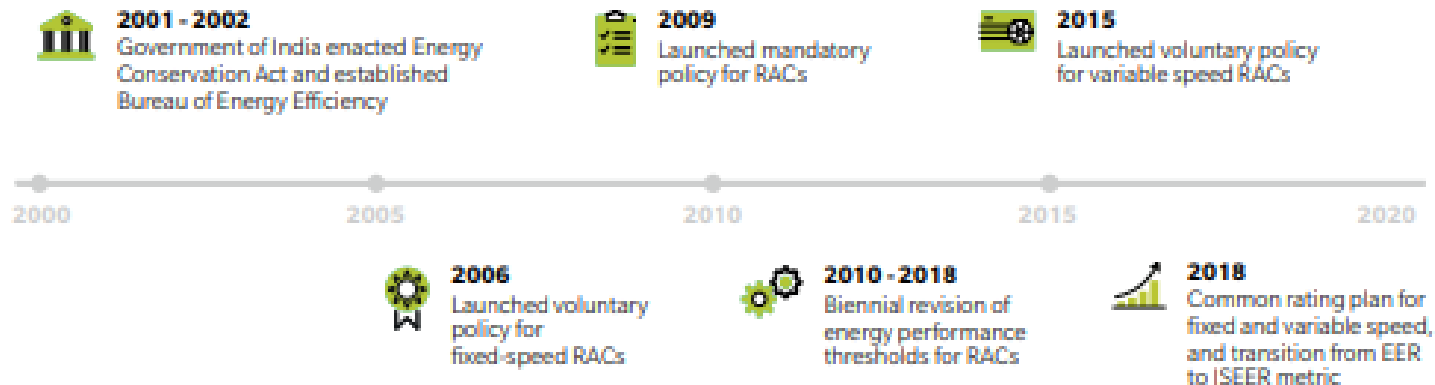 2001 - 2002
Government of India enacted Energy
Conservation Act and established
Bureau of Energy Efficiency
2009
Launched mandatory
policy for RACs
2015
Launched voluntary policy
for variable speed RACs
2000
2005
2010
2015
2020
2006
Launched voluntary
policy for
fixed-speed RACs
2010 - 2018
Biennial revision of
energy performance
thresholds for RACs
2018
Common rating plan for
fixed and variable speed,
and transition from EER
to ISEER metric